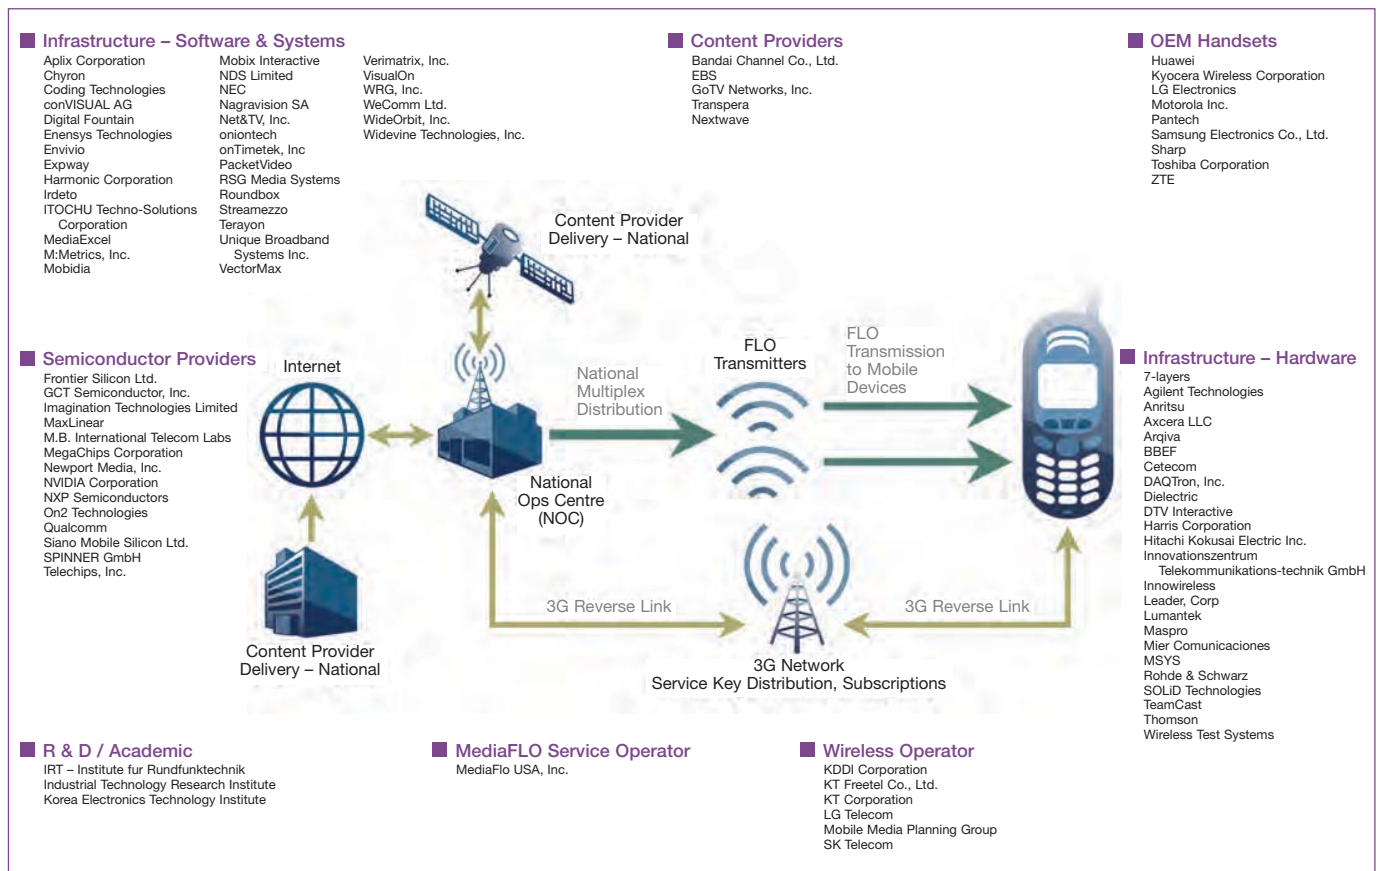 Infrastructure – Software & Systems
Aplix Corporation
Chyron
Coding Technologies
conVISUAL AG
Digital Fountain
Enensys Technologies
Envivio
Expway
Harmonic Corporation
Irdeto
ITOCHU Techno-Solutions
Corporation
MediaExcel
M:Metrics, Inc.
Mobidia
Mobix Interactive
NDS Limited
NEC
Nagravision SA
Net&TV, Inc.
oniontech
onTimetek, Inc
PacketVideo
RSG Media Systems
Roundbox
Streamezzo
Terayon
Unique Broadband
Systems Inc.
VectorMax
Verimatrix, Inc.
VisualOn
WRG, Inc.
WeComm Ltd.
WideOrbit, Inc.
Widevine Technologies, Inc.
Content Providers
Bandai Channel Co., Ltd.
EBS
GoTV Networks, Inc.
Transpera
Nextwave
OEM Handsets
Huawei
Kyocera Wireless Corporation
LG Electronics
Motorola Inc.
Pantech
Samsung Electronics Co., Ltd.
Sharp
Toshiba Corporation
ZTE
Content Provider
Delivery – National
Semiconductor Providers
Frontier Silicon Ltd.
GCT Semiconductor, Inc.
Imagination Technologies Limited
MaxLinear
M.B. International Telecom Labs
MegaChips Corporation
Newport Media, Inc.
NVIDIA Corporation
NXP Semiconductors
On2 Technologies
Qualcomm
Siano Mobile Silicon Ltd.
SPINNER GmbH
Telechips, Inc.
Internet
National
Multiplex
Distribution
FLO
Transmitters
FLO
Transmission
to Mobile
Devices
National
Ops Centre
(NOC)
3G Reverse Link
3G Reverse Link
Content Provider
Delivery – National
3G Network
Service Key Distribution, Subscriptions
Infrastructure – Hardware
7-layers
Agilent Technologies
Anritsu
Axcera LLC
Arqiva
BBEF
Cetecom
DAQTron, Inc.
Dielectric
DTV Interactive
Harris Corporation
Hitachi Kokusai Electric Inc.
Innovationszentrum
Telekommunikations-technik GmbH
Innowireless
Leader, Corp
Lumantek
Maspro
Mier Comunicaciones
MSYS
Rohde & Schwarz
SOLiD Technologies
TeamCast
Thomson
Wireless Test Systems
R & D / Academic
IRT – Institute fur Rundfunktechnik
Industrial Technology Research Institute
Korea Electronics Technology Institute
MediaFLO Service Operator
MediaFlo USA, Inc.
Wireless Operator
KDDI Corporation
KT Freetel Co., Ltd.
KT Corporation
LG Telecom
Mobile Media Planning Group
SK Telecom